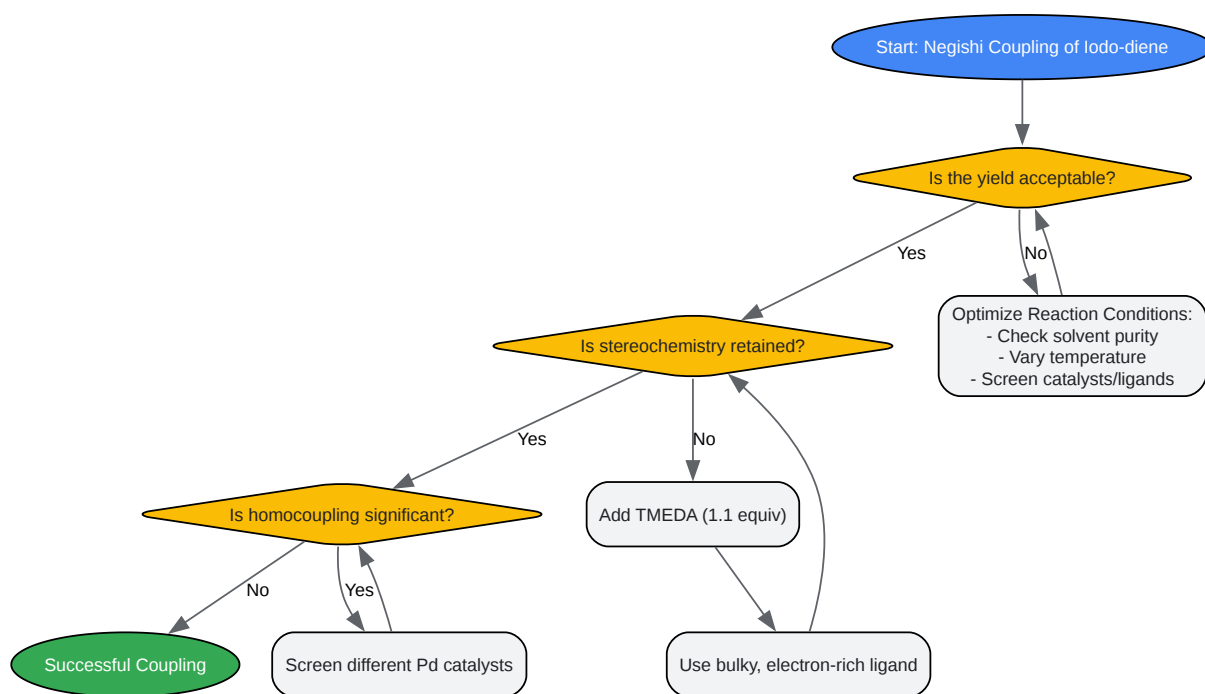 Start: Negishi Coupling of Iodo-diene
Is the yield acceptable?
Yes
No
Optimize Reaction Conditions:
- Check solvent purity
- Vary temperature
- Screen catalysts/ligands
Is stereochemistry retained?
Yes
No
Add TMEDA (1.1 equiv)
Is homocoupling significant?
No
Yes
Successful Coupling
Screen different Pd catalysts
Use bulky, electron-rich ligand